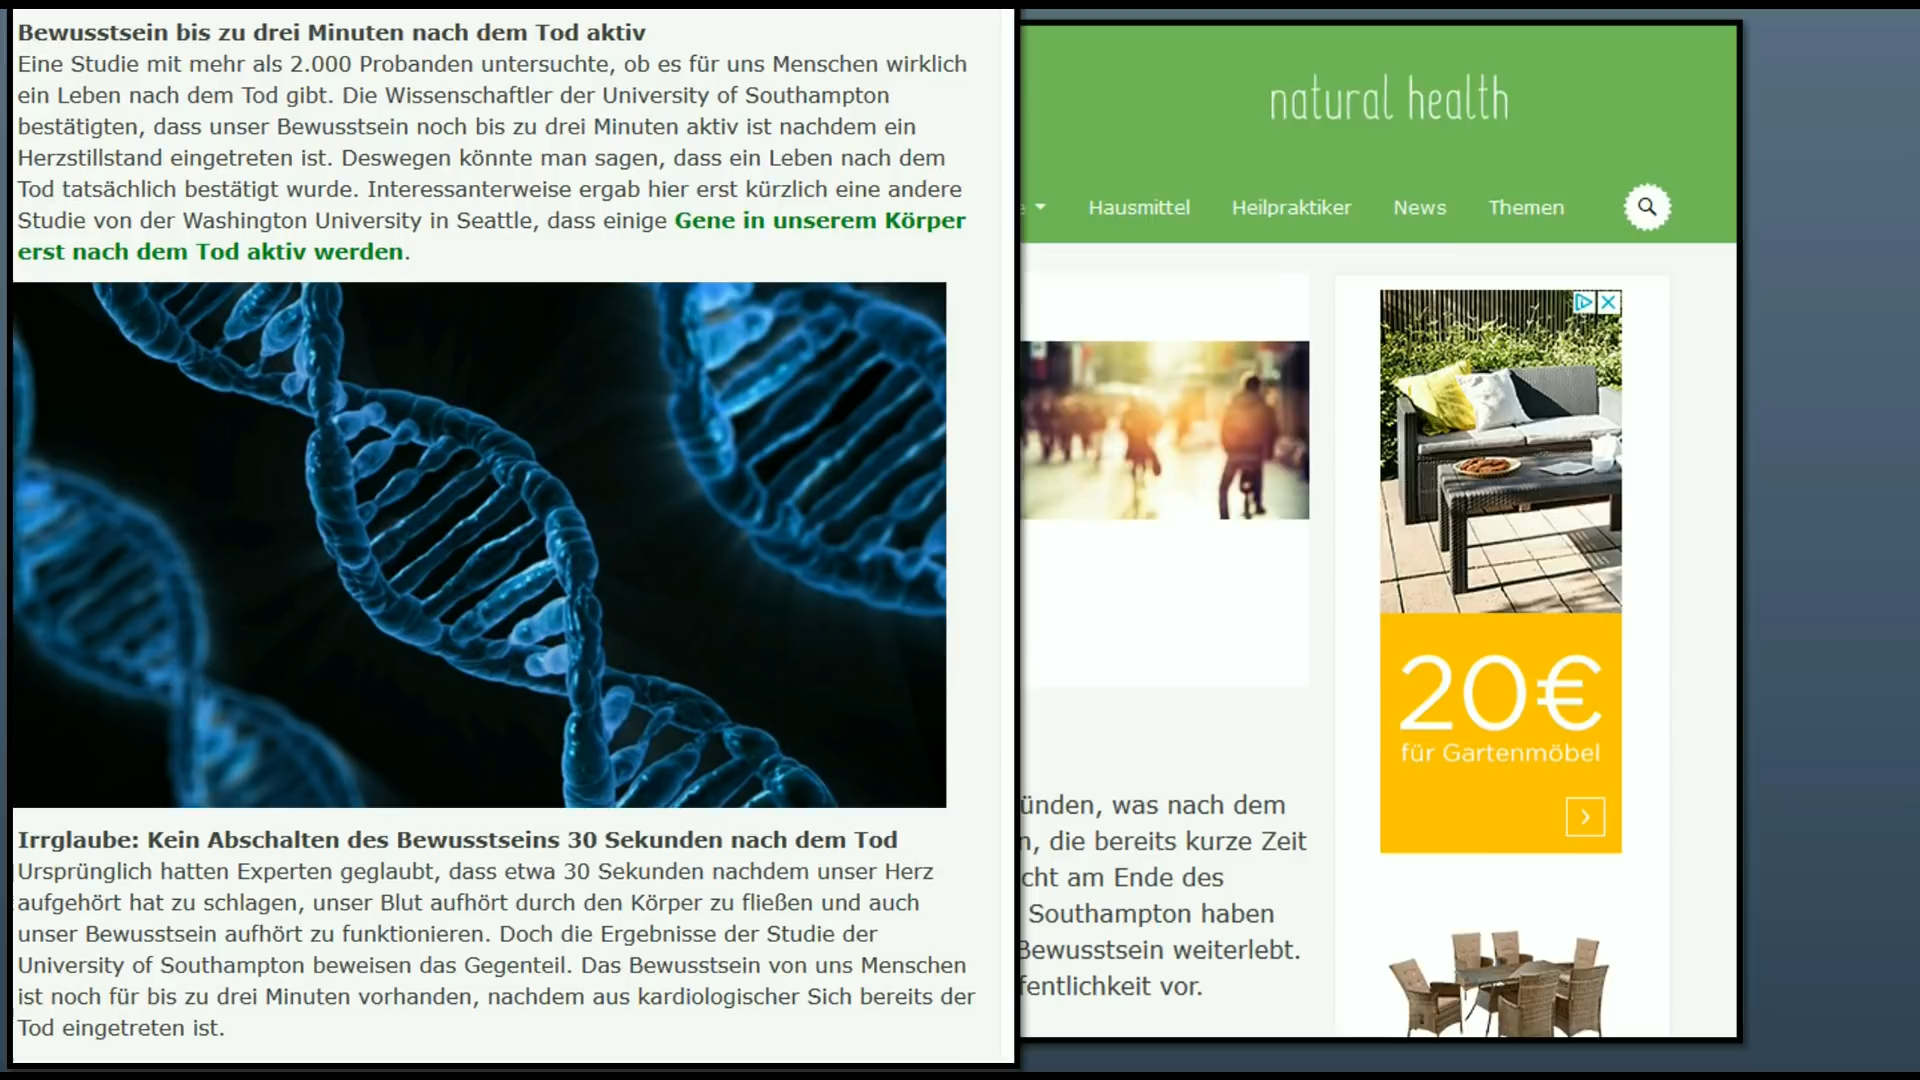 Bewusstsein bis zu drei Minuten nach dem Tod aktiv
Eine Studie mit mehr als 2.000 Probanden untersuchte, ob es für uns Menschen wirklich
ein Leben nach dem Tod gibt. Die Wissenschaftler der University of Southampton
bestätigten, dass unser Bewusstsein noch bis zu drei Minuten aktiv ist nachdem ein
Herzstillstand eingetreten ist. Deswegen könnte man sagen, dass ein Leben nach dem
Tod tatsächlich bestätigt wurde. Interessanterweise ergab hier erst kürzlich eine andere
Studie von der Washington University in Seattle, dass einige Gene in unserem Körper
erst nach dem Tod aktiv werden.
Irrglaube: Kein Abschalten des Bewusstseins 30 Sekunden nach dem Tod
Ursprünglich hatten Experten geglaubt, dass etwa 30 Sekunden nachdem unser Herz
aufgehört hat zu schlagen, unser Blut aufhört durch den Körper zu fließen und auch
unser Bewusstsein aufhört zu funktionieren. Doch die Ergebnisse der Studie der
University of Southampton beweisen das Gegenteil. Das Bewusstsein von uns Menschen
ist noch für bis zu drei Minuten vorhanden, nachdem aus kardiologischer Sich bereits der
Tod eingetreten ist.
natural health
Hausmittel Heilpraktiker News Themen
20€
für Gartenmöbel
ünden, was nach dem
n, die bereits kurze Zeit
cht am Ende des
Southampton haben
Bewusstsein weiterlebt.
fentlichkeit vor.